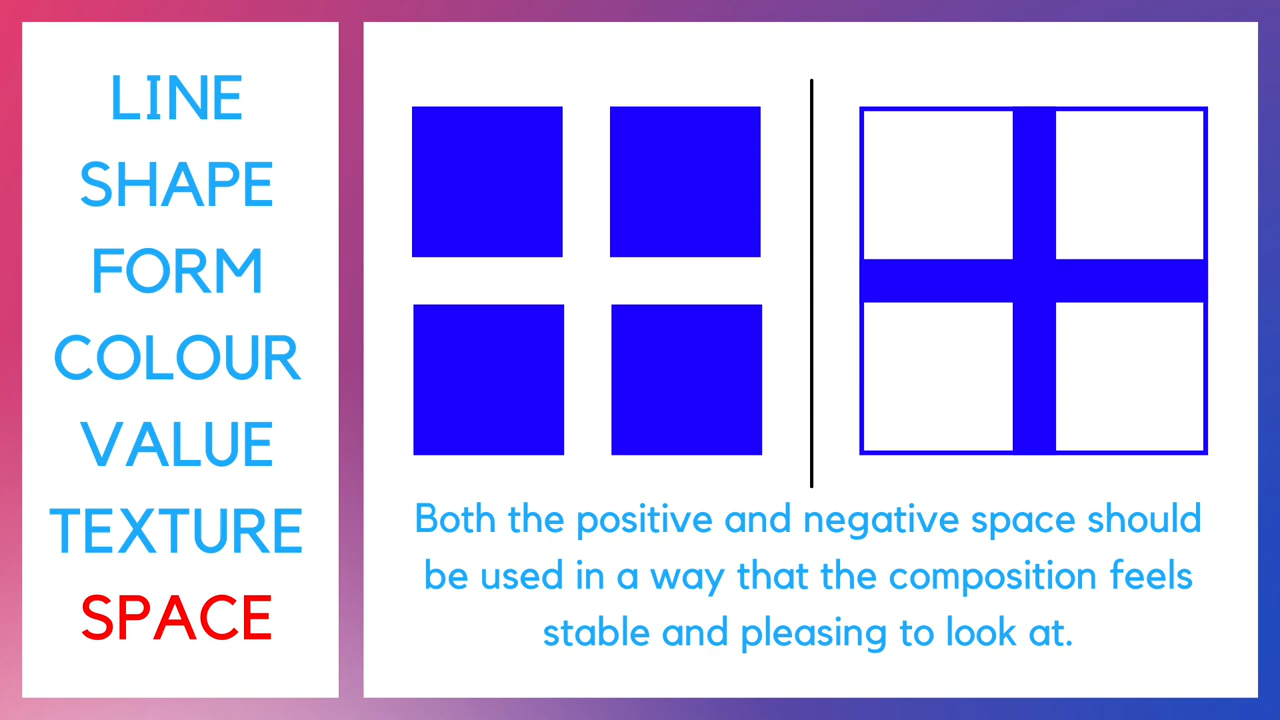 LINE
SHAPE
FORM
COLOUR
VALUE
TEXTURE
SPACE
Both the positive and negative space should
be used in a way that the composition feels
stable and pleasing to look at.